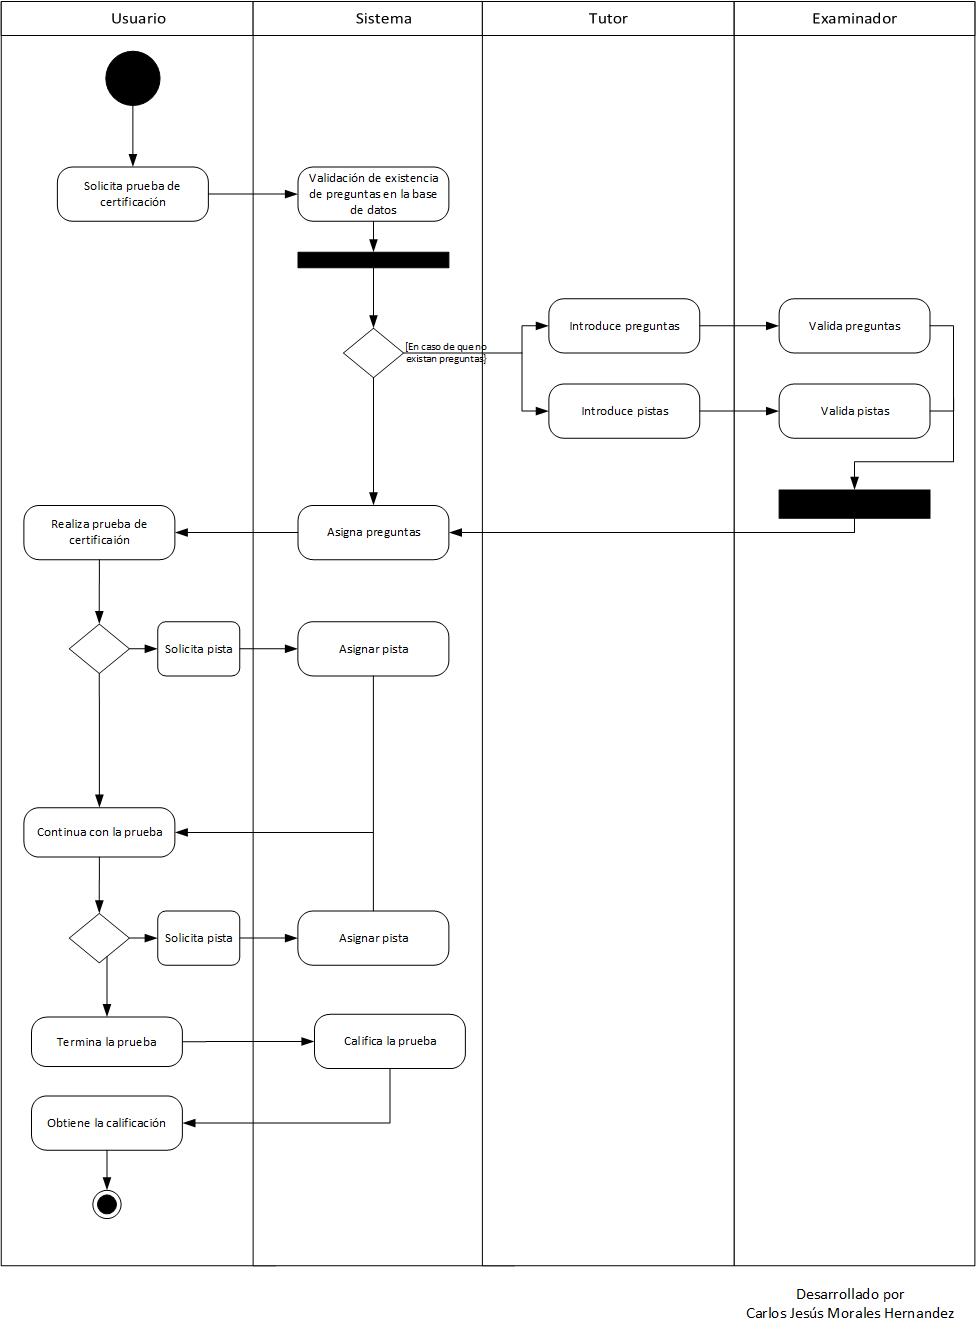 Usuario
Sistema
Tutor
Examinador
Solicita prueba de
certificación
Validación de existencia
de preguntas en la base
de datos
[En caso de que no
existan preguntas}
Introduce preguntas
Valida preguntas
Introduce pistas
Valida pistas
Realiza prueba de
certificaión
Asigna preguntas
Solicita pista
Asignar pista
Continua con la prueba
Solicita pista
Asignar pista
Termina la prueba
Califica la prueba
Obtiene la calificación
Desarrollado por
Carlos Jesús Morales Hernandez